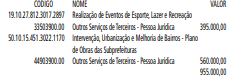 CODIGO NOME VALOR
19.10.27.812.3017.2897 Realização de Eventos de Esporte, Lazer e Recreação
33503900.00 Outros Serviços de Terceiros - Pessoa Jurídica 395.000,00
50.10.15.451.3022.1170 Intervenção, Urbanização e Melhoria de Bairros - Plano
de Obras das Subprefeituras
44903900.00 Outros Serviços de Terceiros - Pessoa Jurídica 560.000,00
955.000,00